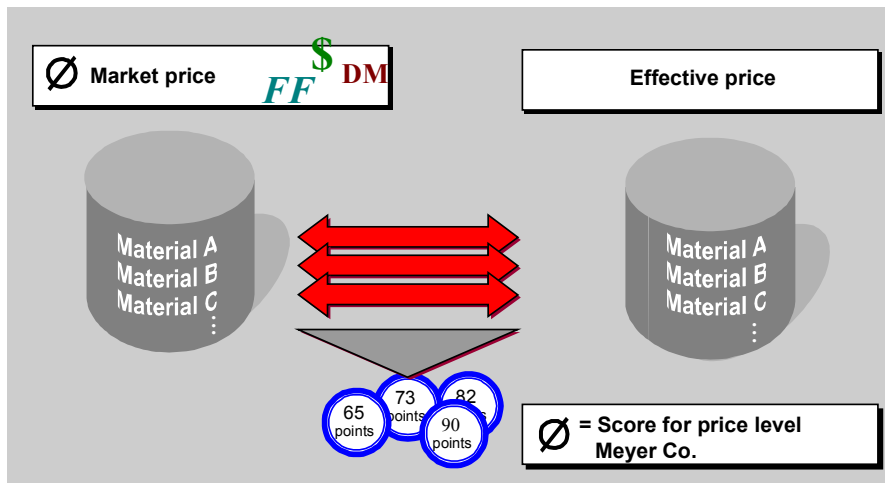 Ø Market price
FF $ DM
Effective price
Material A
Material B
Material C
⋮
Material A
Material B
Material C
⋮
65
points
73
points
82
90
points
Ø = Score for price level
Meyer Co.